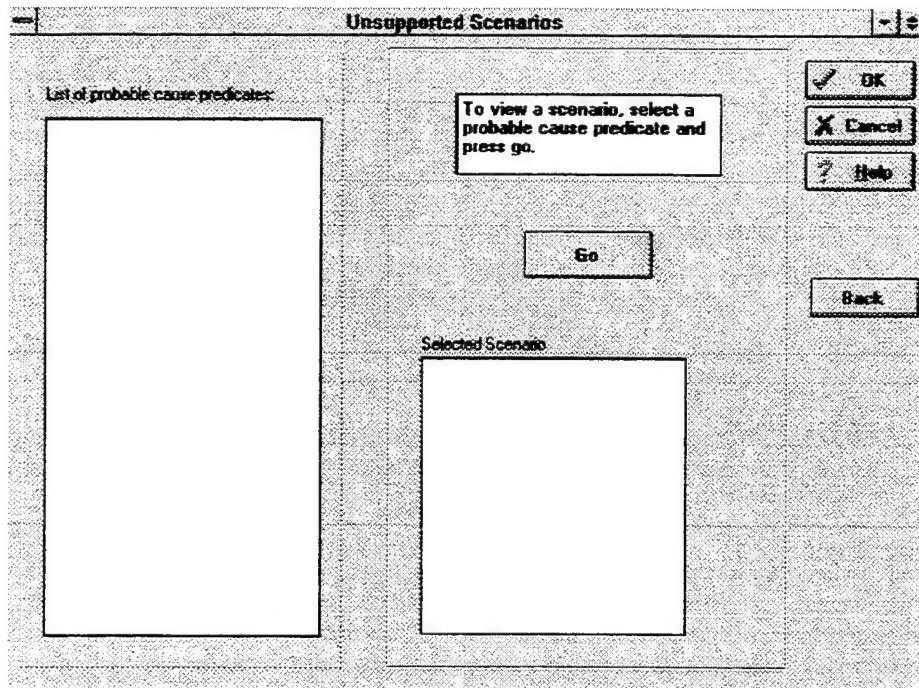 Unsupported Scenarios
List of probable cause predicates:
To view a scenario, select a
probable cause predicate and
press go.
Go
Selected Scenario
OK
Cancel
Help
Back